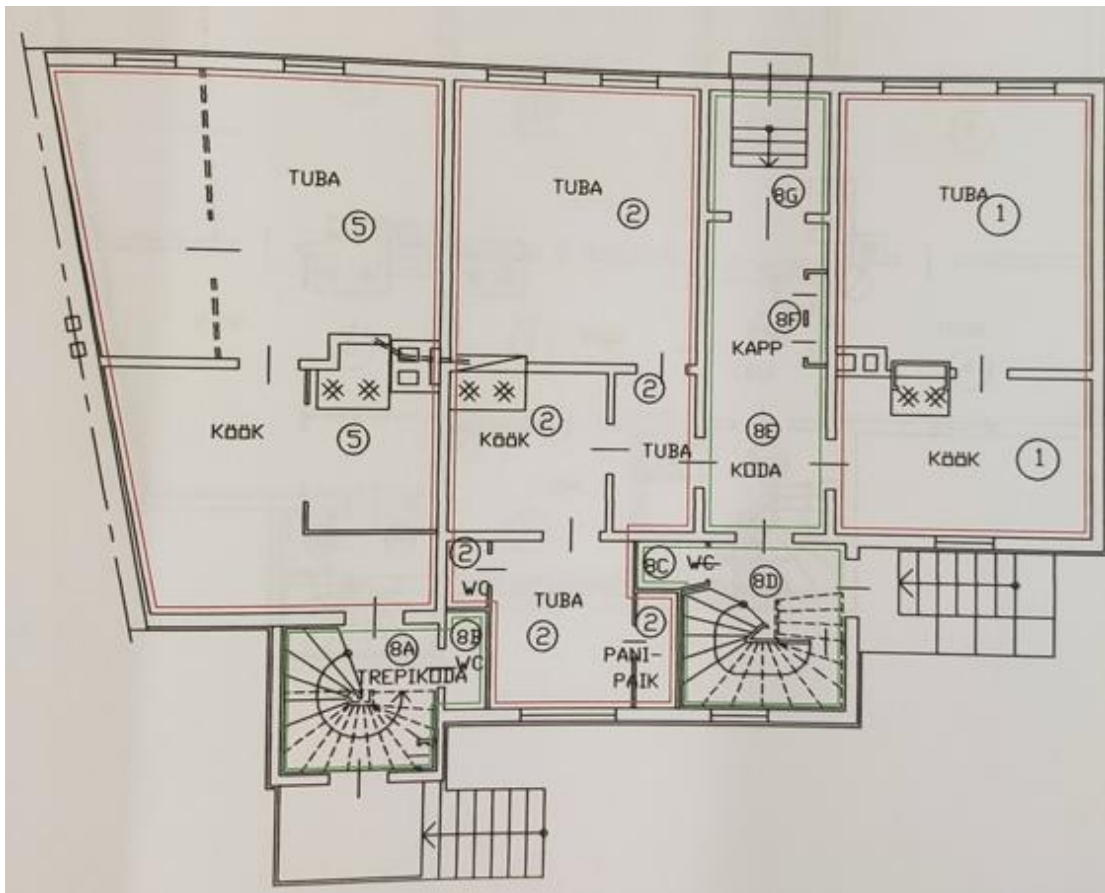 TUBA
5
TUBA
2
8G
TUBA
1
8F
KAPP
2
KÖÖK
5
KÖÖK
2
TUBA
8E
KODA
KÖÖK
1
2
WC
8C
WC
8D
TUBA
2
2
PANI-
PAIK
8A
8B
WC
TREPIKODA